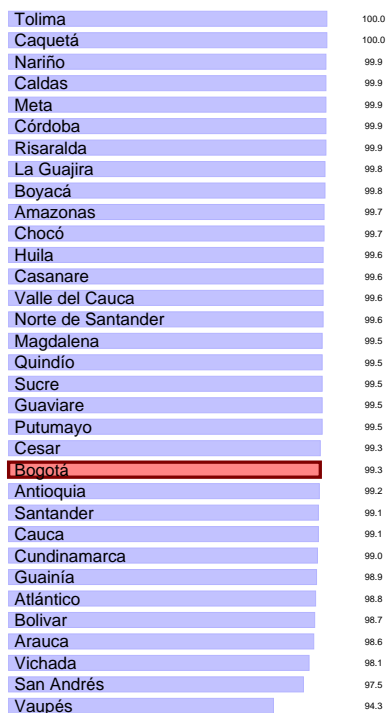 Tolima 100.0
Caquetá 100.0
Nariño 99.9
Caldas 99.9
Meta 99.9
Córdoba 99.9
Risaralda 99.9
La Guajira 99.8
Boyacá 99.8
Amazonas 99.7
Chocó 99.7
Huila 99.6
Casanare 99.6
Valle del Cauca 99.6
Norte de Santander 99.6
Magdalena 99.5
Quindío 99.5
Sucre 99.5
Guaviare 99.5
Putumayo 99.5
Cesar 99.3
Bogotá 99.3
Antioquia 99.2
Santander 99.1
Cauca 99.1
Cundinamarca 99.0
Guainía 98.9
Atlántico 98.8
Bolivar 98.7
Arauca 98.6
Vichada 98.1
San Andrés 97.5
Vaupés 94.3